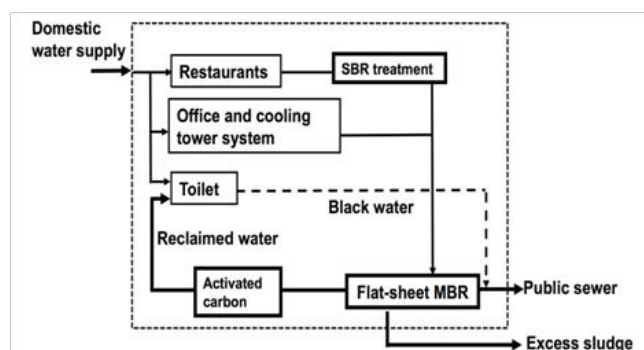 Domestic
water supply
Restaurants
SBR treatment
Office and cooling
tower system
Toilet
Black water
Reclaimed water
Activated
carbon
Flat-sheet MBR
Public sewer
Excess sludge